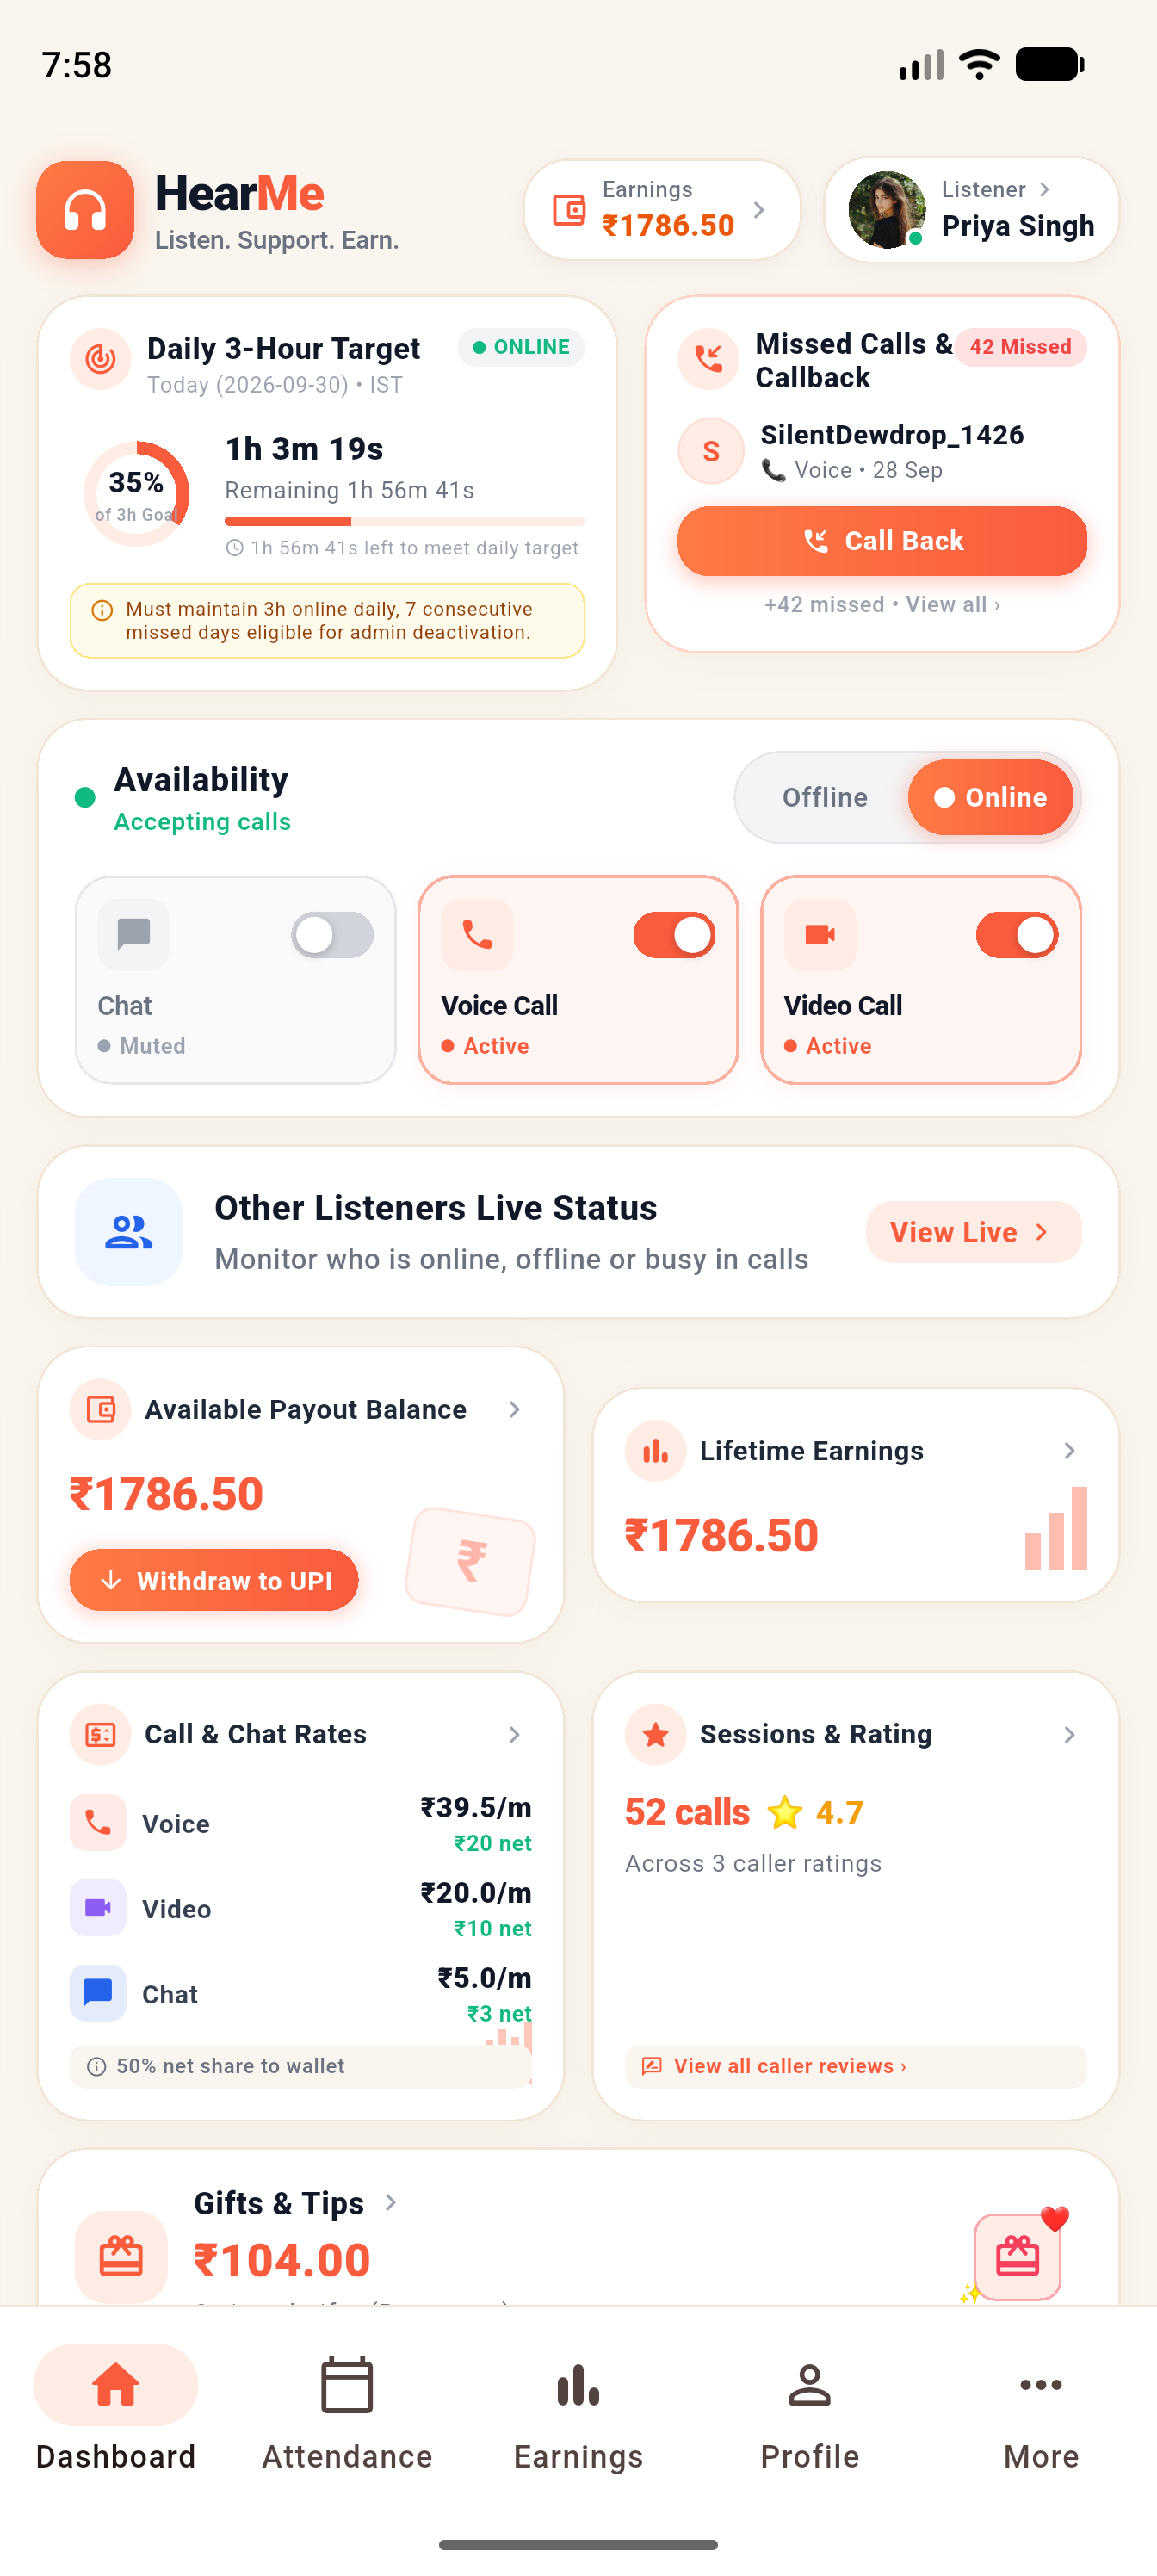 7:58
HearMe
Listen. Support. Earn.
Earnings
₹1786.50
Listener
Priya Singh
Daily 3-Hour Target
ONLINE
Today (2026-09-30) • IST
35%
of 3h Goal
1h 3m 19s
Remaining 1h 56m 41s
1h 56m 41s left to meet daily target
Must maintain 3h online daily, 7 consecutive
missed days eligible for admin deactivation.
Missed Calls &
Callback
42 Missed
S
SilentDewdrop_1426
Voice • 28 Sep
Call Back
+42 missed • View all ›
Availability
Accepting calls
Offline
Online
Chat
Muted
Voice Call
Active
Video Call
Active
Other Listeners Live Status
Monitor who is online, offline or busy in calls
View Live
Available Payout Balance
₹1786.50
Withdraw to UPI
₹
Lifetime Earnings
₹1786.50
Call & Chat Rates
Voice
₹39.5/m
₹20 net
Video
₹20.0/m
₹10 net
Chat
₹5.0/m
₹3 net
50% net share to wallet
Sessions & Rating
52 calls ⭐ 4.7
Across 3 caller ratings
View all caller reviews ›
Gifts & Tips
₹104.00
Dashboard
Attendance
Earnings
Profile
More